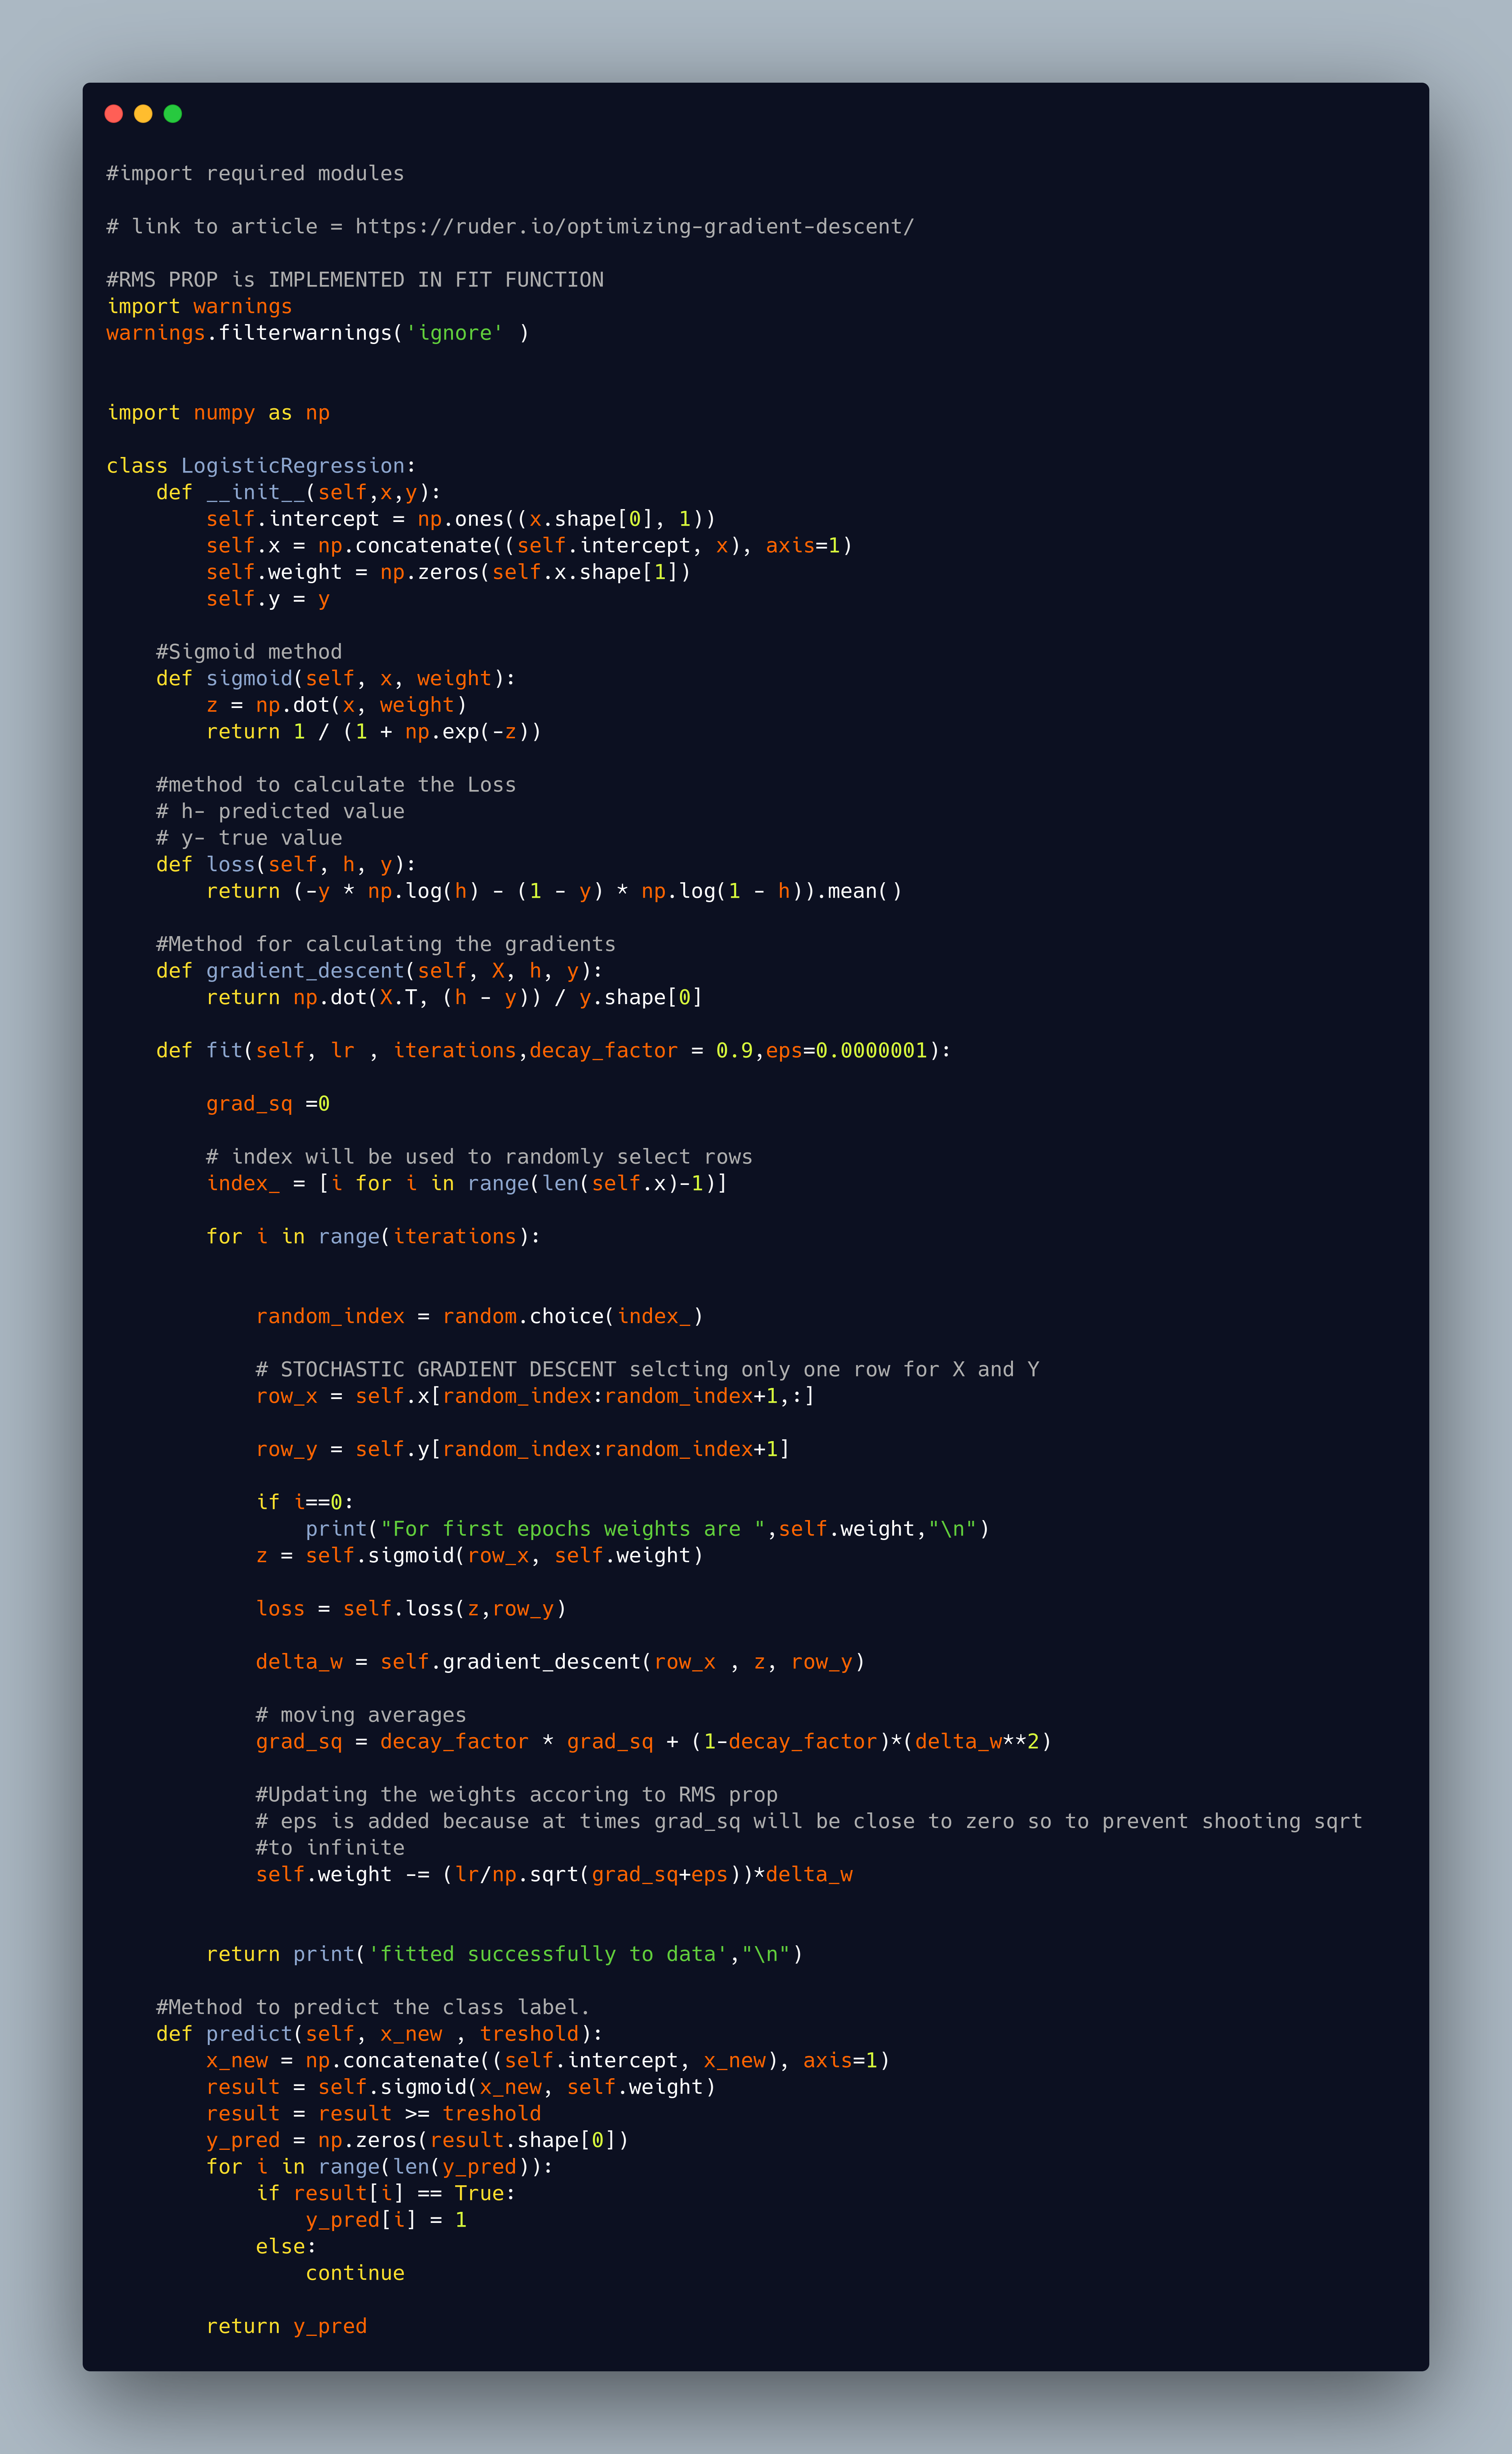 #import required modules
# link to article = https://ruder.io/optimizing-gradient-descent/
#RMS PROP is IMPLEMENTED IN FIT FUNCTION
import warnings
warnings.filterwarnings('ignore' )
import numpy as np
class LogisticRegression:
    def __init__(self,x,y):
        self.intercept = np.ones((x.shape[0], 1))
        self.x = np.concatenate((self.intercept, x), axis=1)
        self.weight = np.zeros(self.x.shape[1])
        self.y = y
    #Sigmoid method
    def sigmoid(self, x, weight):
        z = np.dot(x, weight)
        return 1 / (1 + np.exp(-z))
    #method to calculate the Loss
    # h- predicted value
    # y- true value
    def loss(self, h, y):
        return (-y * np.log(h) - (1 - y) * np.log(1 - h)).mean()
    #Method for calculating the gradients
    def gradient_descent(self, X, h, y):
        return np.dot(X.T, (h - y)) / y.shape[0]
    def fit(self, lr , iterations,decay_factor = 0.9,eps=0.0000001):
        grad_sq =0
        # index will be used to randomly select rows
        index_ = [i for i in range(len(self.x)-1)]
        for i in range(iterations):
            random_index = random.choice(index_)
            # STOCHASTIC GRADIENT DESCENT selcting only one row for X and Y
            row_x = self.x[random_index:random_index+1,:]
            row_y = self.y[random_index:random_index+1]
            if i==0:
                print("For first epochs weights are ",self.weight,"\n")
            z = self.sigmoid(row_x, self.weight)
            loss = self.loss(z,row_y)
            delta_w = self.gradient_descent(row_x , z, row_y)
            # moving averages
            grad_sq = decay_factor * grad_sq + (1-decay_factor)*(delta_w**2)
            #Updating the weights accoring to RMS prop
            # eps is added because at times grad_sq will be close to zero so to prevent shooting sqrt
            #to infinite
            self.weight -= (lr/np.sqrt(grad_sq+eps))*delta_w
        return print('fitted successfully to data',"\n")
    #Method to predict the class label.
    def predict(self, x_new , treshold):
        x_new = np.concatenate((self.intercept, x_new), axis=1)
        result = self.sigmoid(x_new, self.weight)
        result = result >= treshold
        y_pred = np.zeros(result.shape[0])
        for i in range(len(y_pred)):
            if result[i] == True:
                y_pred[i] = 1
            else:
                continue
        return y_pred